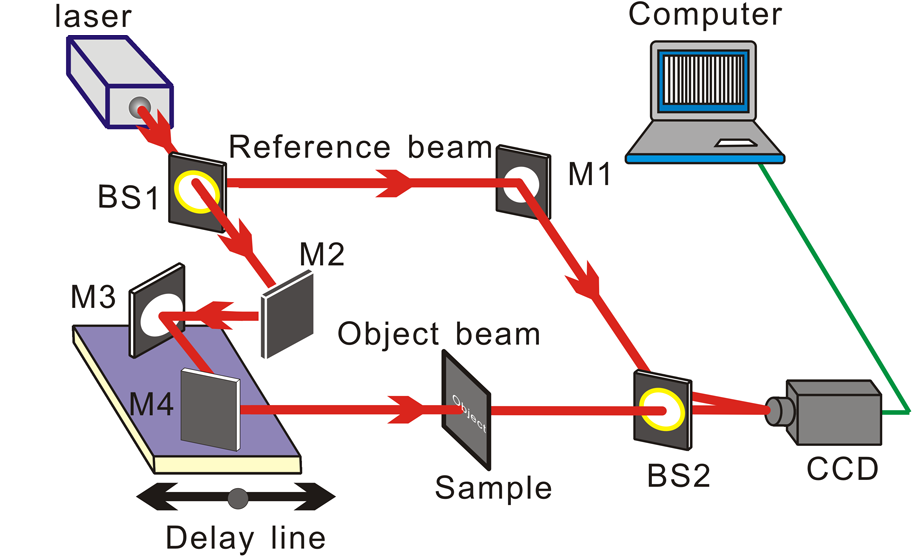 laser
Computer
Reference beam
M1
BS1
M2
M3
Object beam
M4
Object
BS2
CCD
Sample
Delay line